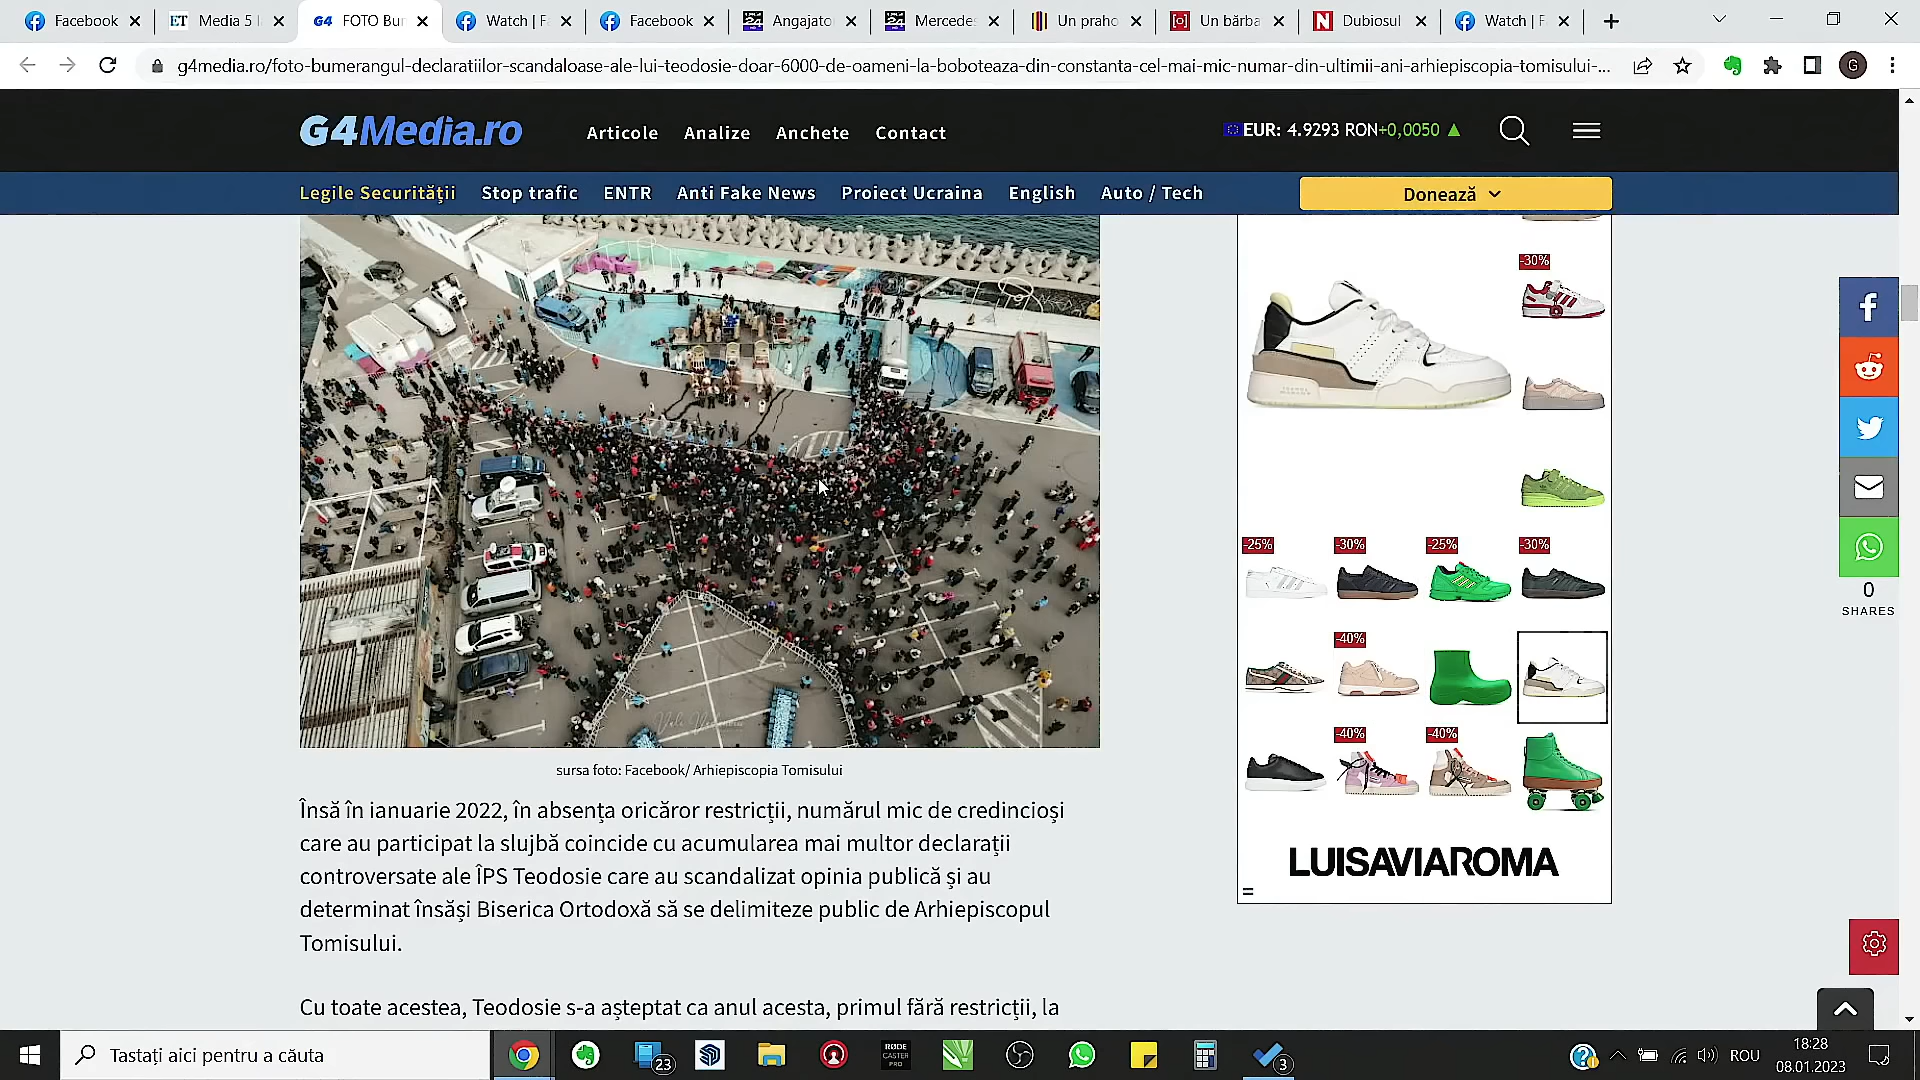 Facebook
Media 5 l
FOTO Bur
Watch | F
Facebook
Angajato
Mercede
Un praho
Un bărba
Dubiosul
Watch | F
g4media.ro/foto-bumerangul-declaratiilor-scandaloase-ale-lui-teodosie-doar-6000-de-oameni-la-boboteaza-din-constanta-cel-mai-mic-numar-din-ultimii-ani-arhiepiscopia-tomisului-...
G
G4Media.ro
Articole Analize Anchete Contact
EUR: 4.9293 RON+0,0050
Legile Securității Stop trafic ENTR Anti Fake News Proiect Ucraina English Auto / Tech
Donează
-30%
-25% -30% -25% -30%
-40%
-40% -40%
LUISAVIAROMA
0
SHARES
sursa foto: Facebook/ Arhiepiscopia Tomisului
Însă în ianuarie 2022, în absența oricăror restricții, numărul mic de credincioși
care au participat la slujbă coincide cu acumularea mai multor declarații
controversate ale ÎPS Teodosie care au scandalizat opinia publică și au
determinat însăși Biserica Ortodoxă să se delimiteze public de Arhiepiscopul
Tomisului.
Cu toate acestea, Teodosie s-a așteptat ca anul acesta, primul fără restricții, la
Tastați aici pentru a căuta
23
RØDE
CASTER
PRO
3
ROU
18:28
08.01.2023